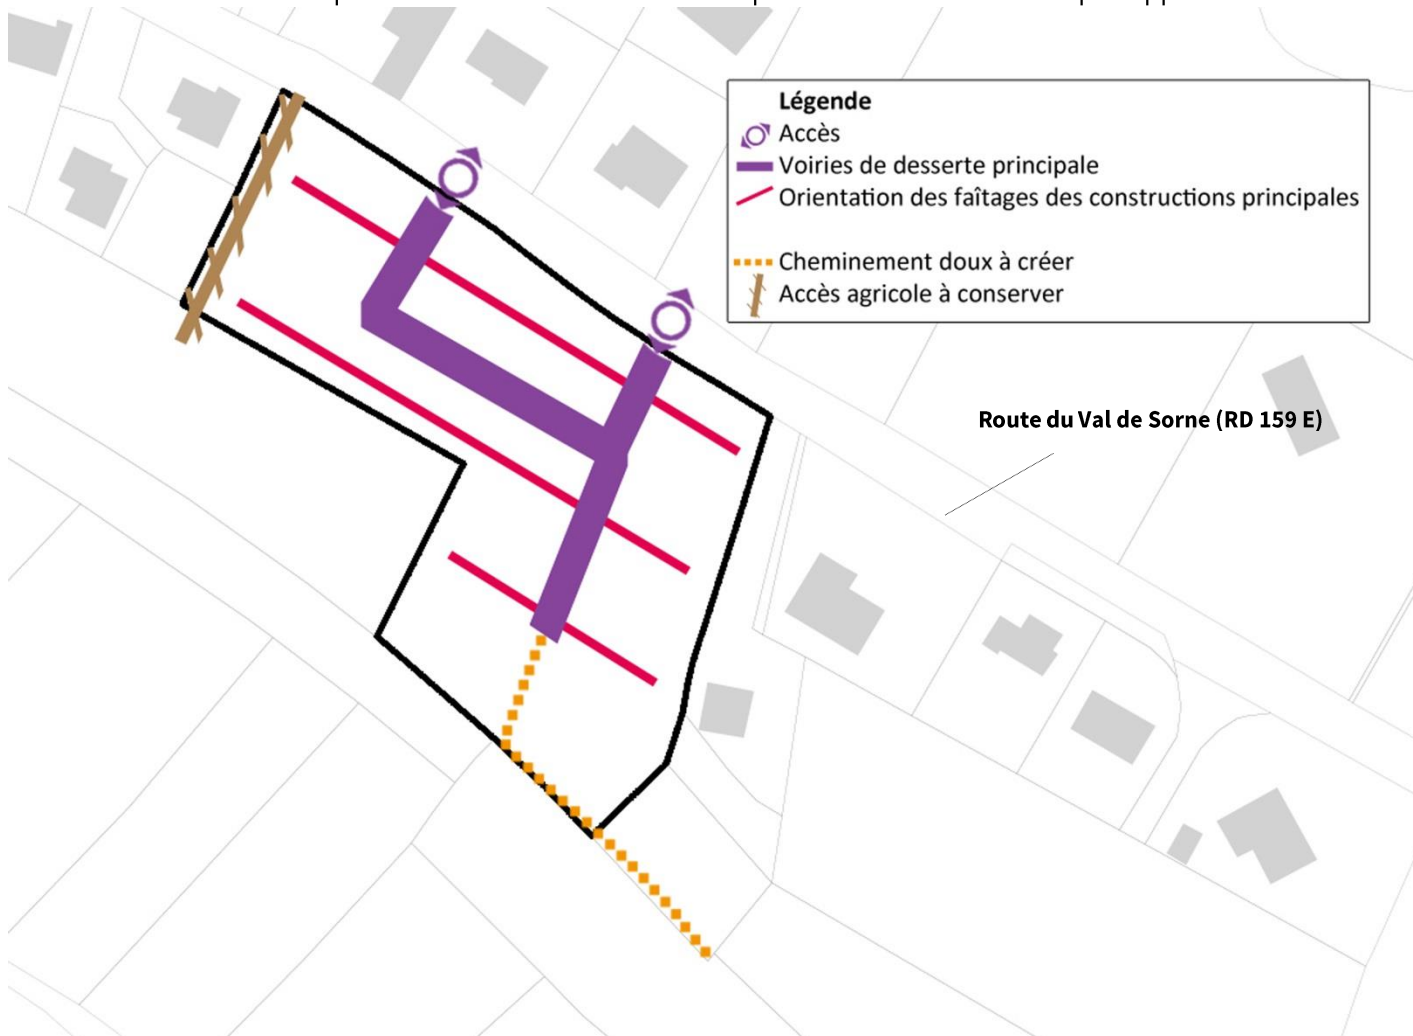 Légende
Accès
Voiries de desserte principale
Orientation des faîtages des constructions principales
Cheminement doux à créer
Accès agricole à conserver
Route du Val de Sorne (RD 159 E)